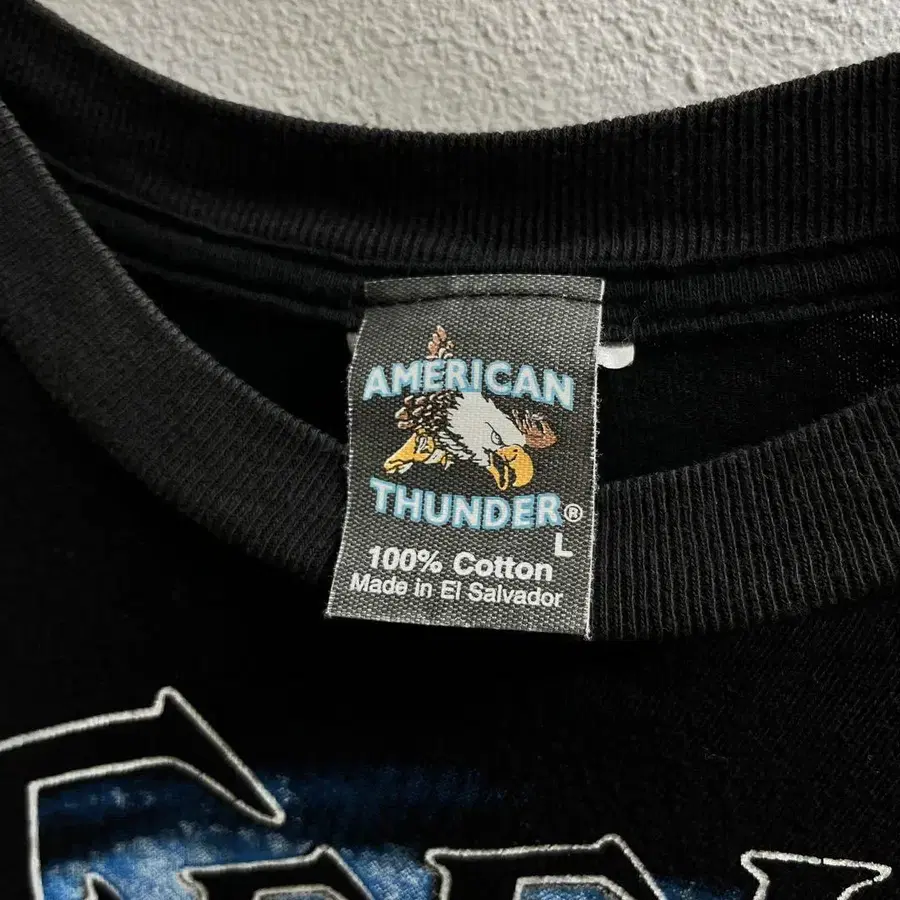 AMERICAN
THUNDER®
L
100% Cotton
Made in El Salvador